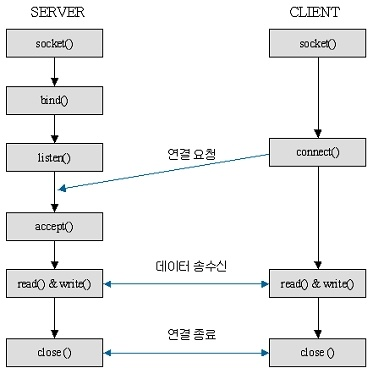 SERVER CLIENT
socket() socket()
bind()
listen() 연결 요청 connect()
accept()
read() & write() 데이터 송수신 read() & write()
close () 연결 종료 close ()